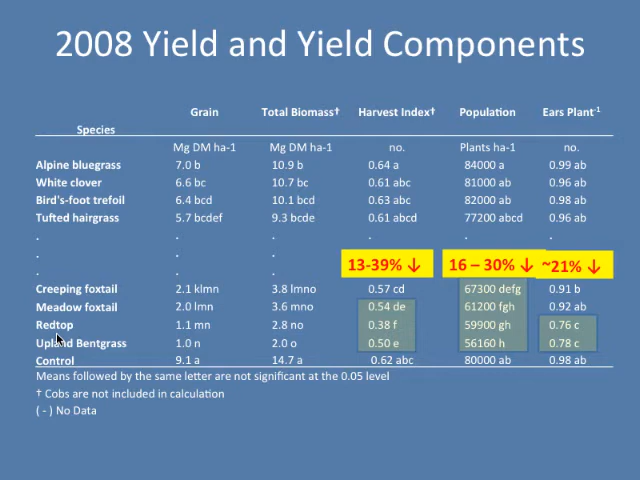 2008 Yield and Yield Components
Species Grain Total Biomass† Harvest Index† Population Ears Plant-1
Mg DM ha-1 Mg DM ha-1 no. Plants ha-1 no.
Alpine bluegrass 7.0 b 10.9 b 0.64 a 84000 a 0.99 ab
White clover 6.6 bc 10.7 bc 0.61 abc 81000 ab 0.96 ab
Bird's-foot trefoil 6.4 bcd 10.1 bcd 0.63 abc 82000 ab 0.98 ab
Tufted hairgrass 5.7 bcdef 9.3 bcde 0.61 abcd 77200 abcd 0.96 ab
. . . . . .
. . .
. . .
13-39% ↓ 16 – 30% ↓ ~21% ↓
Creeping foxtail 2.1 klmn 3.8 lmno 0.57 cd 67300 defg 0.91 b
Meadow foxtail 2.0 lmn 3.6 mno 0.54 de 61200 fgh 0.92 ab
Redtop 1.1 mn 2.8 no 0.38 f 59900 gh 0.76 c
Upland Bentgrass 1.0 n 2.0 o 0.50 e 56160 h 0.78 c
Control 9.1 a 14.7 a 0.62 abc 80000 ab 0.98 ab
Means followed by the same letter are not significant at the 0.05 level
† Cobs are not included in calculation
( - ) No Data